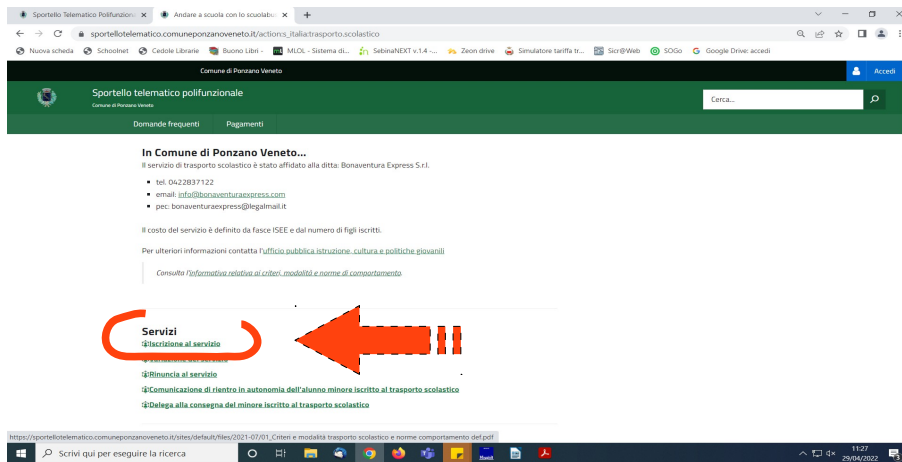 Sportello Telematico Polifunzion
Andare a scuola con lo scuolabu
sportellotelematico.comuneponzanoveneto.it/action:s_italia:trasporto.scolastico
Nuova scheda
Schoolnet
Cedole Librarie
Buono Libri -
MLOL - Sistema di...
SebinaNEXT v.1.4 -...
Zeon drive
Simulatore tariffa tr...
Sicr@Web
SOGo
Google Drive: accedi
Comune di Ponzano Veneto
Accedi
Sportello telematico polifunzionale
Comune di Ponzano Veneto
Cerca...
Domande frequenti
Pagamenti
In Comune di Ponzano Veneto...
Il servizio di trasporto scolastico è stato affidato alla ditta: Bonaventura Express S.r.l.
tel. 0422837122
email: info@bonaventuraexpress.com
pec: bonaventuraexpress@legalmail.it
Il costo del servizio è definito da fasce ISEE e dal numero di figli iscritti.
Per ulteriori informazioni contatta l'ufficio pubblica istruzione, cultura e politiche giovanili
Consulta l'informativa relativa ai criteri, modalità e norme di comportamento.
Servizi
Iscrizione al servizio
Variazione del servizio
Rinuncia al servizio
Comunicazione di rientro in autonomia dell'alunno minore iscritto al trasporto scolastico
Delega alla consegna del minore iscritto al trasporto scolastico
https://sportellotelematico.comuneponzanoveneto.it/sites/default/files/2021-07/01_Criteri e modalità trasporto scolastico e norme comportamento def.pdf
Scrivi qui per eseguire la ricerca
11:27
29/04/2022